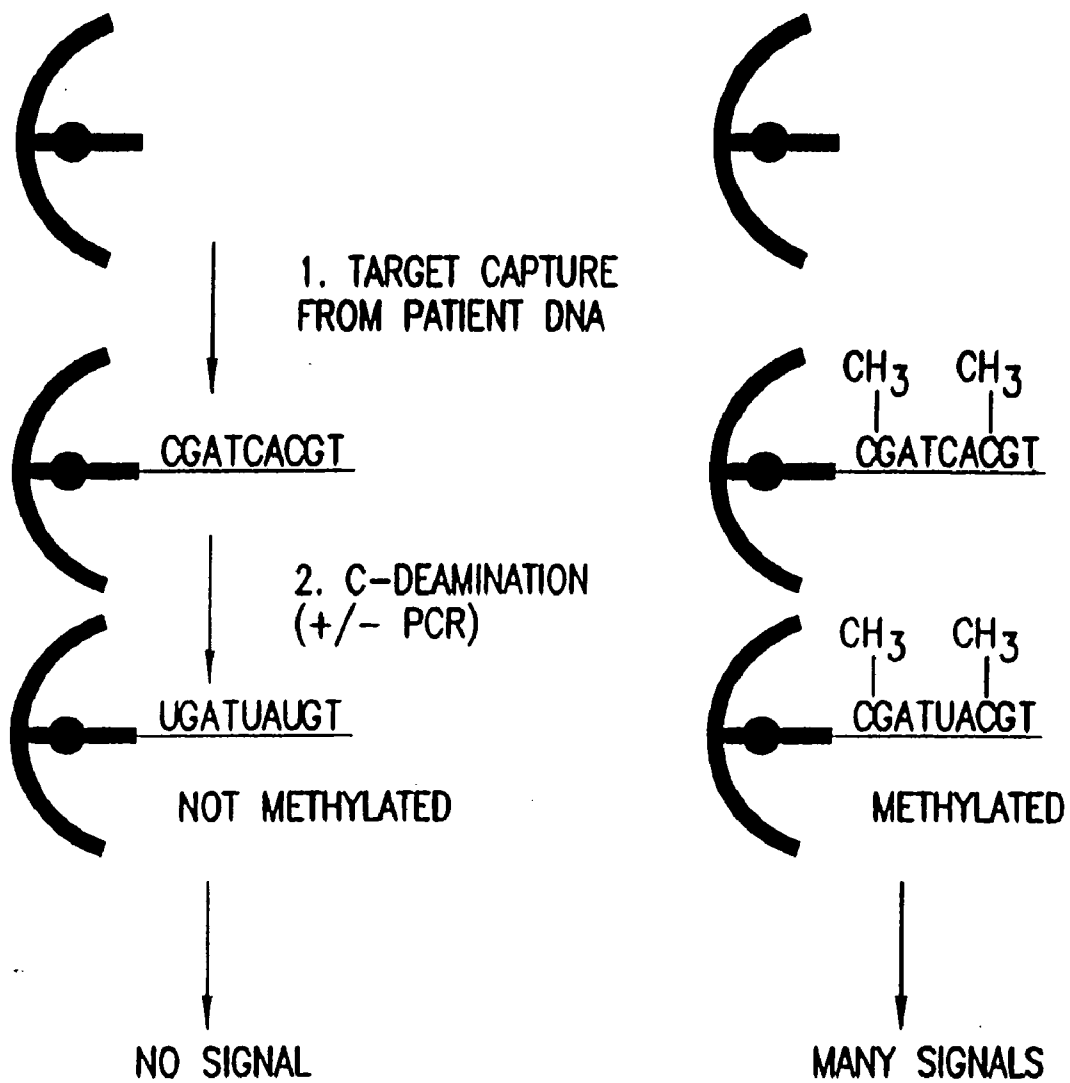 1. TARGET CAPTURE
FROM PATIENT DNA
CH3 CH3
CGATCACGT
CGATCACGT
2. C-DEAMINATION
(+/- PCR)
CH3 CH3
UGATUAUGT
CGATUACGT
NOT METHYLATED
METHYLATED
NO SIGNAL
MANY SIGNALS